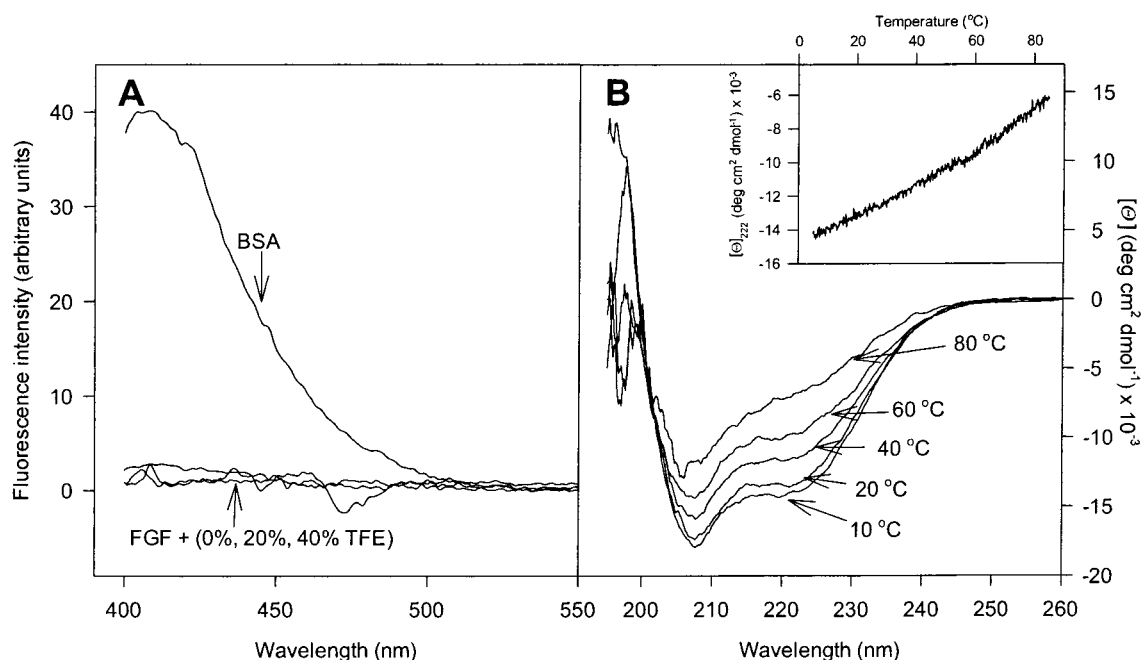 A
Fluorescence intensity (arbitrary units)
40
30
20
10
0
BSA
FGF + (0%, 20%, 40% TFE)
400 450 500 550
Wavelength (nm)
B
Temperature (°C)
0 20 40 60 80
[Θ]222 (deg cm² dmol⁻¹) x 10⁻³
-6
-8
-10
-12
-14
-16
80 °C
60 °C
40 °C
20 °C
10 °C
15
10
5
0
-5
-10
-15
-20
[Θ] (deg cm² dmol⁻¹) x 10⁻³
200 210 220 230 240 250 260
Wavelength (nm)